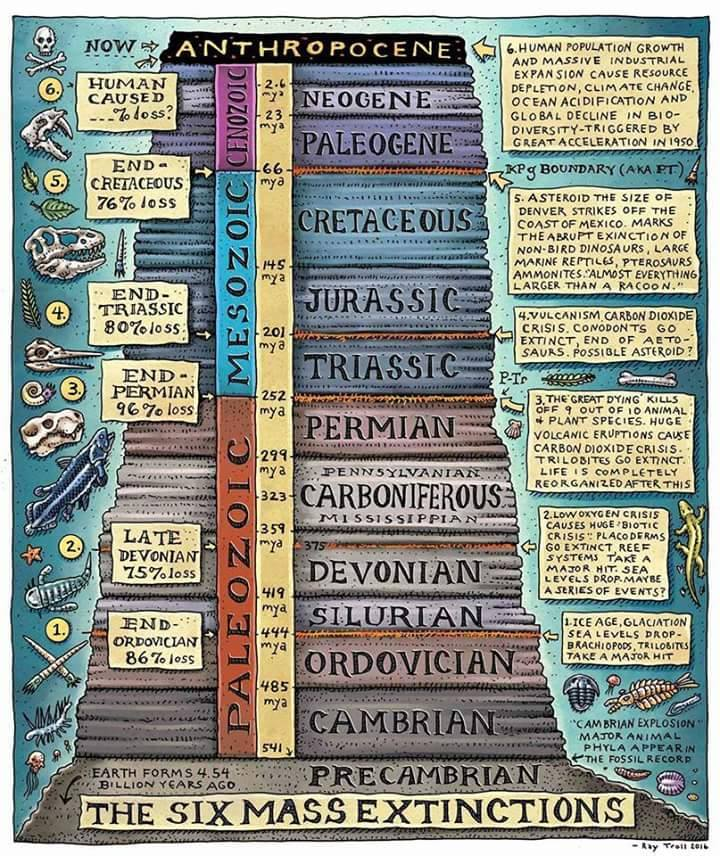 NOW
ANTHROPOCENE
6.
HUMAN
CAUSED
...% loss?
6. HUMAN POPULATION GROWTH
AND MASSIVE INDUSTRIAL
EXPANSION CAUSE RESOURCE
DEPLETION, CLIMATE CHANGE,
OCEAN ACIDIFICATION AND
GLOBAL DECLINE IN BIO-
DIVERSITY-TRIGGERED BY
GREAT ACCELERATION IN 1950.
CENOZOIC
2.6
mya
NEOGENE
23
mya
PALEOGENE
66
mya
KPg BOUNDARY (AKA P.T.)
5.
END-
CRETACEOUS
76% loss
5. ASTEROID THE SIZE OF
DENVER STRIKES OFF THE
COAST OF MEXICO. MARKS
THE ABRUPT EXINCTION OF
NON-BIRD DINOSAURS, LARGE
MARINE REPTILES, PTEROSAURS
AMMONITES. "ALMOST EVERYTHING
LARGER THAN A RACOON."
MESOZOIC
CRETACEOUS
145
mya
JURASSIC
4.
END-
TRIASSIC
80% loss
201
mya
4. VULCANISM, CARBON DIOXIDE
CRISIS. CONODONTS GO
EXTINCT, END OF AETO-
SAURS. POSSIBLE ASTEROID?
TRIASSIC
P-Tr
3.
END-
PERMIAN
96% loss
252
mya
3. THE 'GREAT DYING' KILLS
OFF 9 OUT OF 10 ANIMAL
+ PLANT SPECIES. HUGE
VOLCANIC ERUPTIONS CAUSE
CARBON DIOXIDE CRISIS.
TRILOBITES GO EXTINCT.
LIFE IS COMPLETELY
REORGANIZED AFTER THIS
PALEOZOIC
PERMIAN
299
mya
PENNSYLVANIAN
323
CARBONIFEROUS
MISSISSIPPIAN
359
mya
375
2.
LATE
DEVONIAN
75% loss
2. LOW OXYGEN CRISIS
CAUSES HUGE "BIOTIC
CRISIS": PLACODERMS
GO EXTINCT, REEF
SYSTEMS TAKE A
MAJOR HIT. SEA
LEVELS DROP. MAYBE
A SERIES OF EVENTS?
DEVONIAN
419
mya
SILURIAN
1.
END-
ORDOVICIAN
86% loss
444
mya
1. ICE AGE, GLACIATION
SEA LEVELS DROP-
BRACHIOPODS, TRILOBITES
TAKE A MAJOR HIT
ORDOVICIAN
485
mya
CAMBRIAN
"CAMBRIAN EXPLOSION"
MAJOR ANIMAL
PHYLA APPEAR IN
THE FOSSIL RECORD
541
PRECAMBRIAN
EARTH FORMS 4.54
BILLION YEARS AGO
THE SIX MASS EXTINCTIONS
- Ray Troll 2016